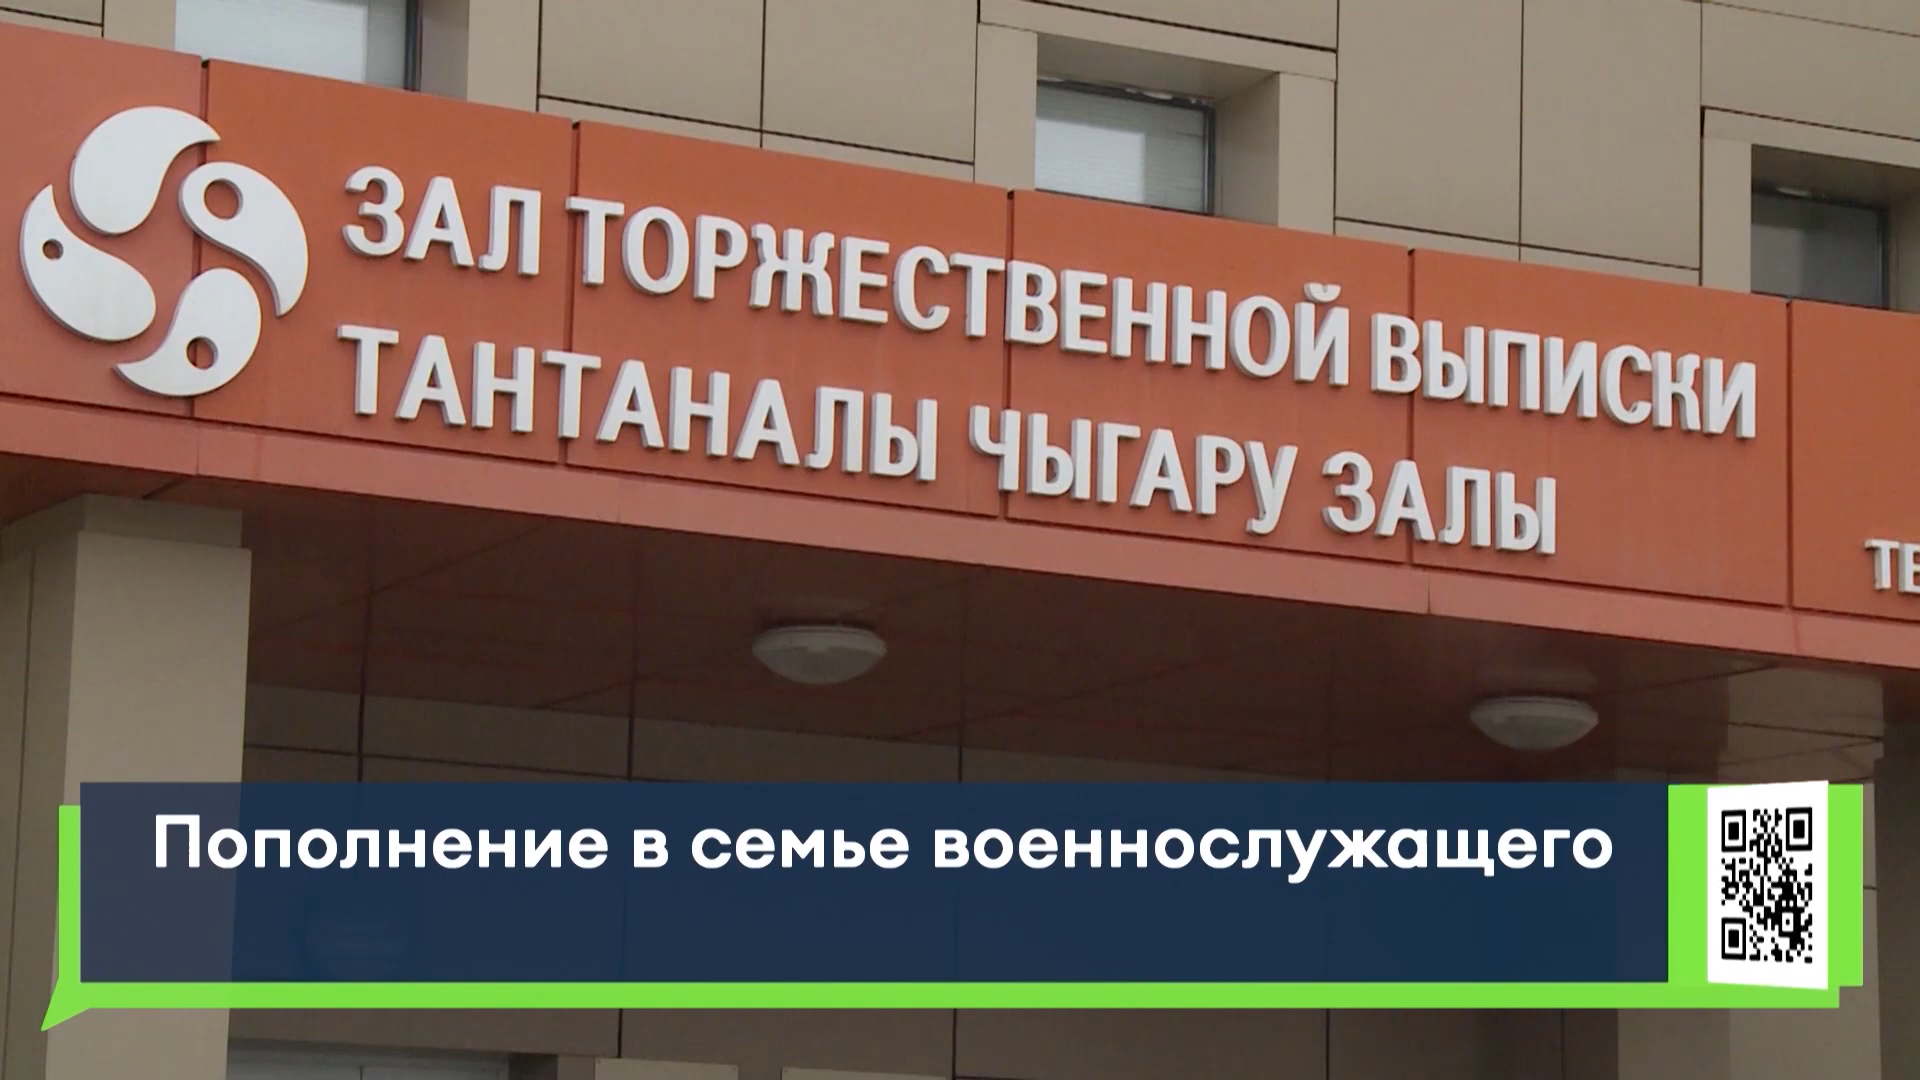 ЗАЛ ТОРЖЕСТВЕННОЙ ВЫПИСКИ
ТАНТАНАЛЫ ЧЫГАРУ ЗАЛЫ
Пополнение в семье военнослужащего